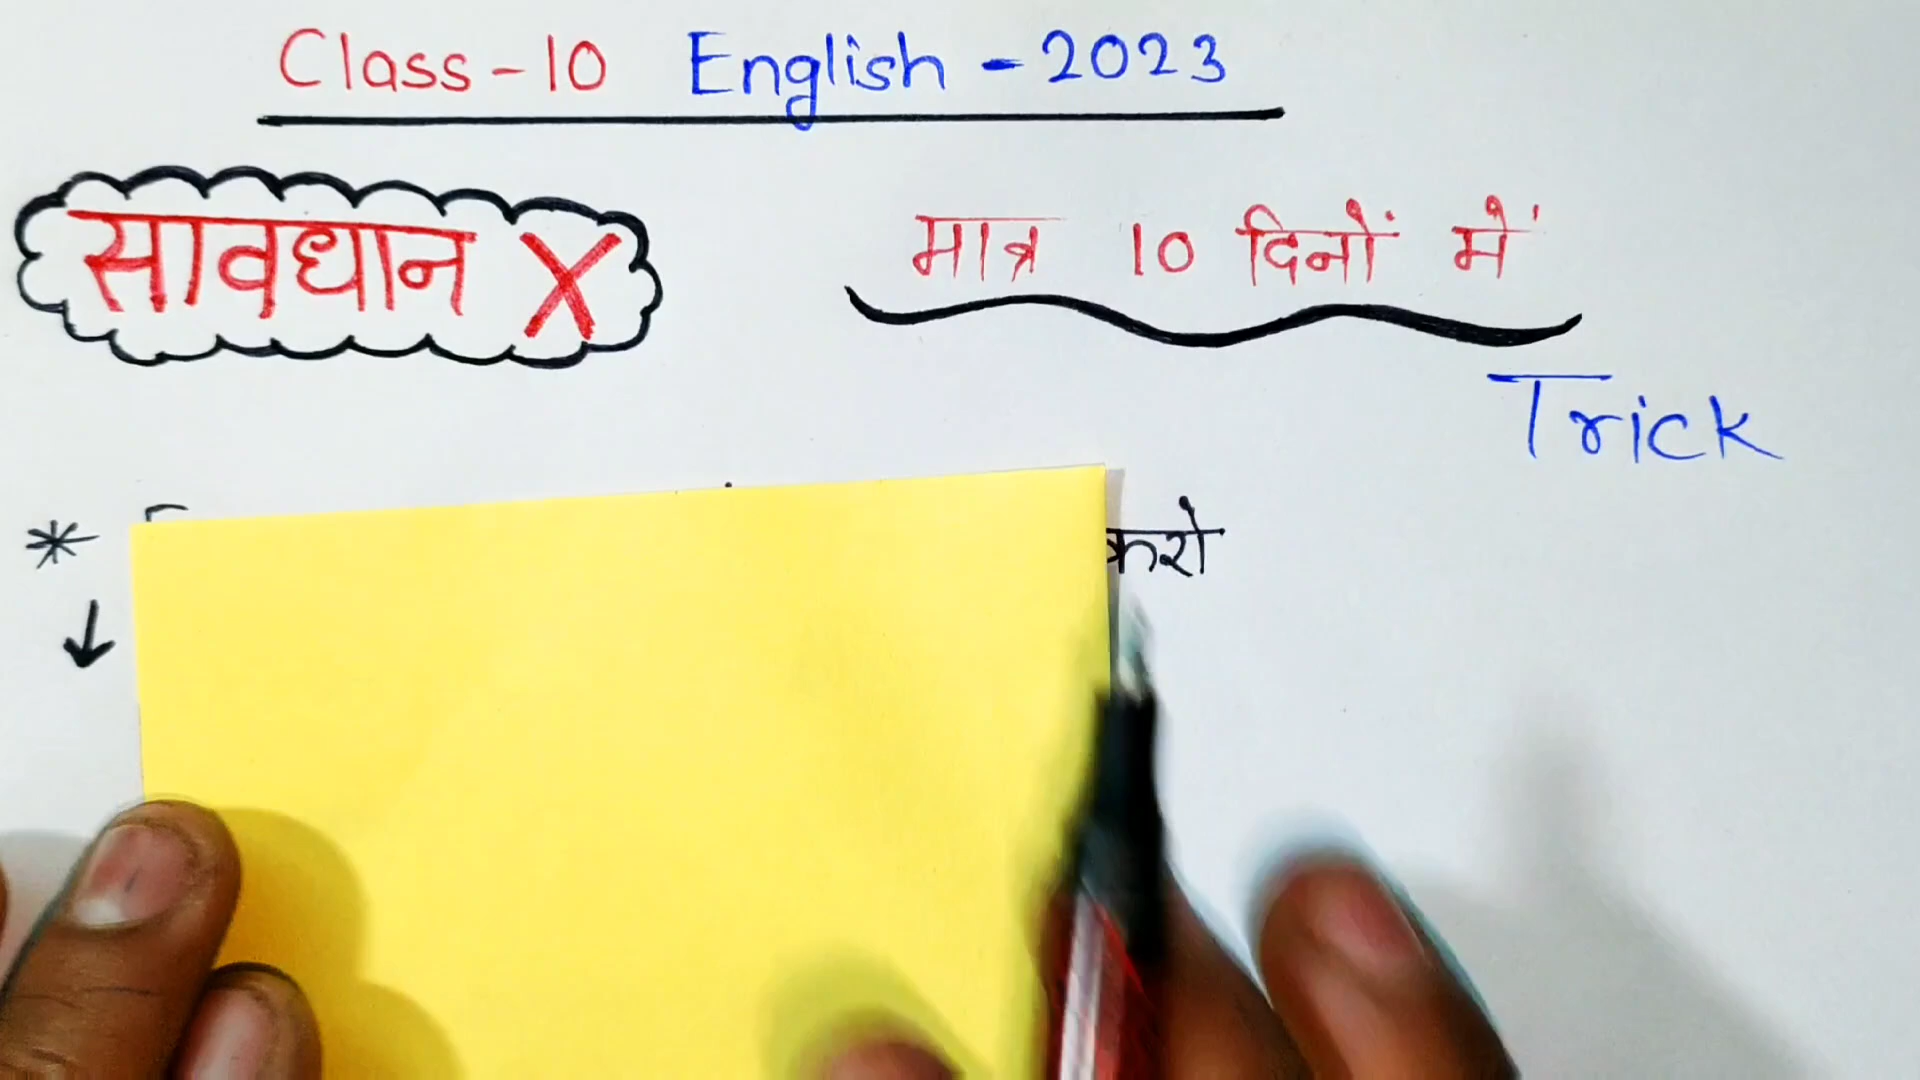 Class - 10 English - 2023
सावधान X
मात्र 10 दिनों में
Trick
* करो
↓